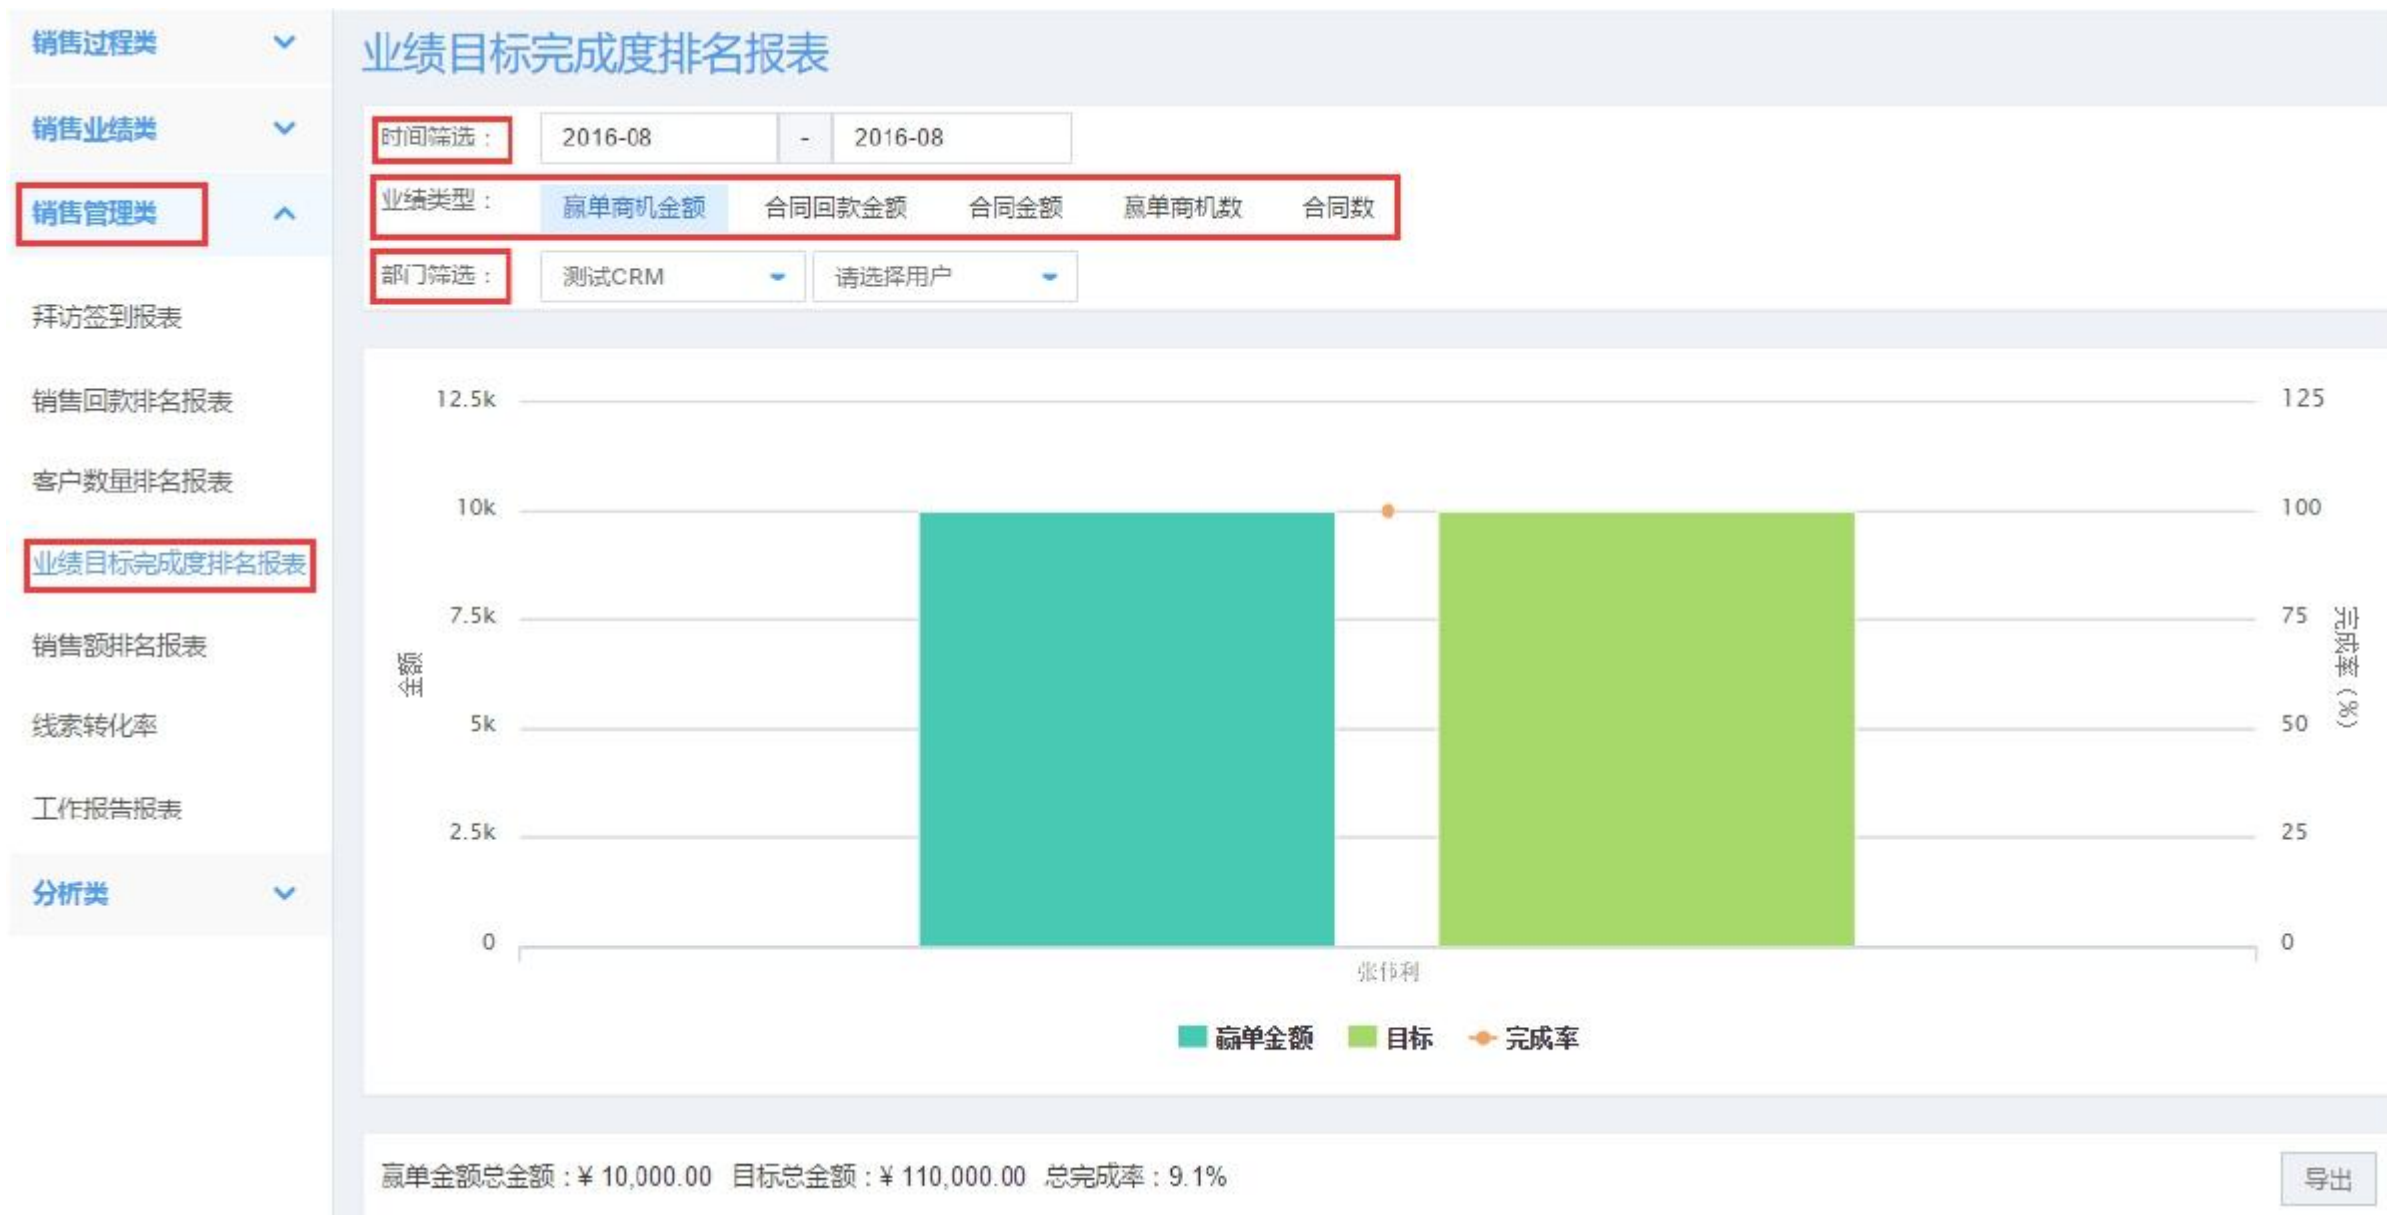 销售过程类
销售业绩类
销售管理类
拜访签到报表
销售回款排名报表
客户数量排名报表
业绩目标完成度排名报表
销售额排名报表
线索转化率
工作报告报表
分析类
业绩目标完成度排名报表
时间筛选： 2016-08 - 2016-08
业绩类型： 赢单商机金额 合同回款金额 合同金额 赢单商机数 合同数
部门筛选： 测试CRM 请选择用户
12.5k 125
10k 100
7.5k 75
5k 50
2.5k 25
0 0
金额
完成率（%）
张伟利
赢单金额 目标 完成率
赢单金额总金额：¥ 10,000.00 目标总金额：¥ 110,000.00 总完成率：9.1%
导出